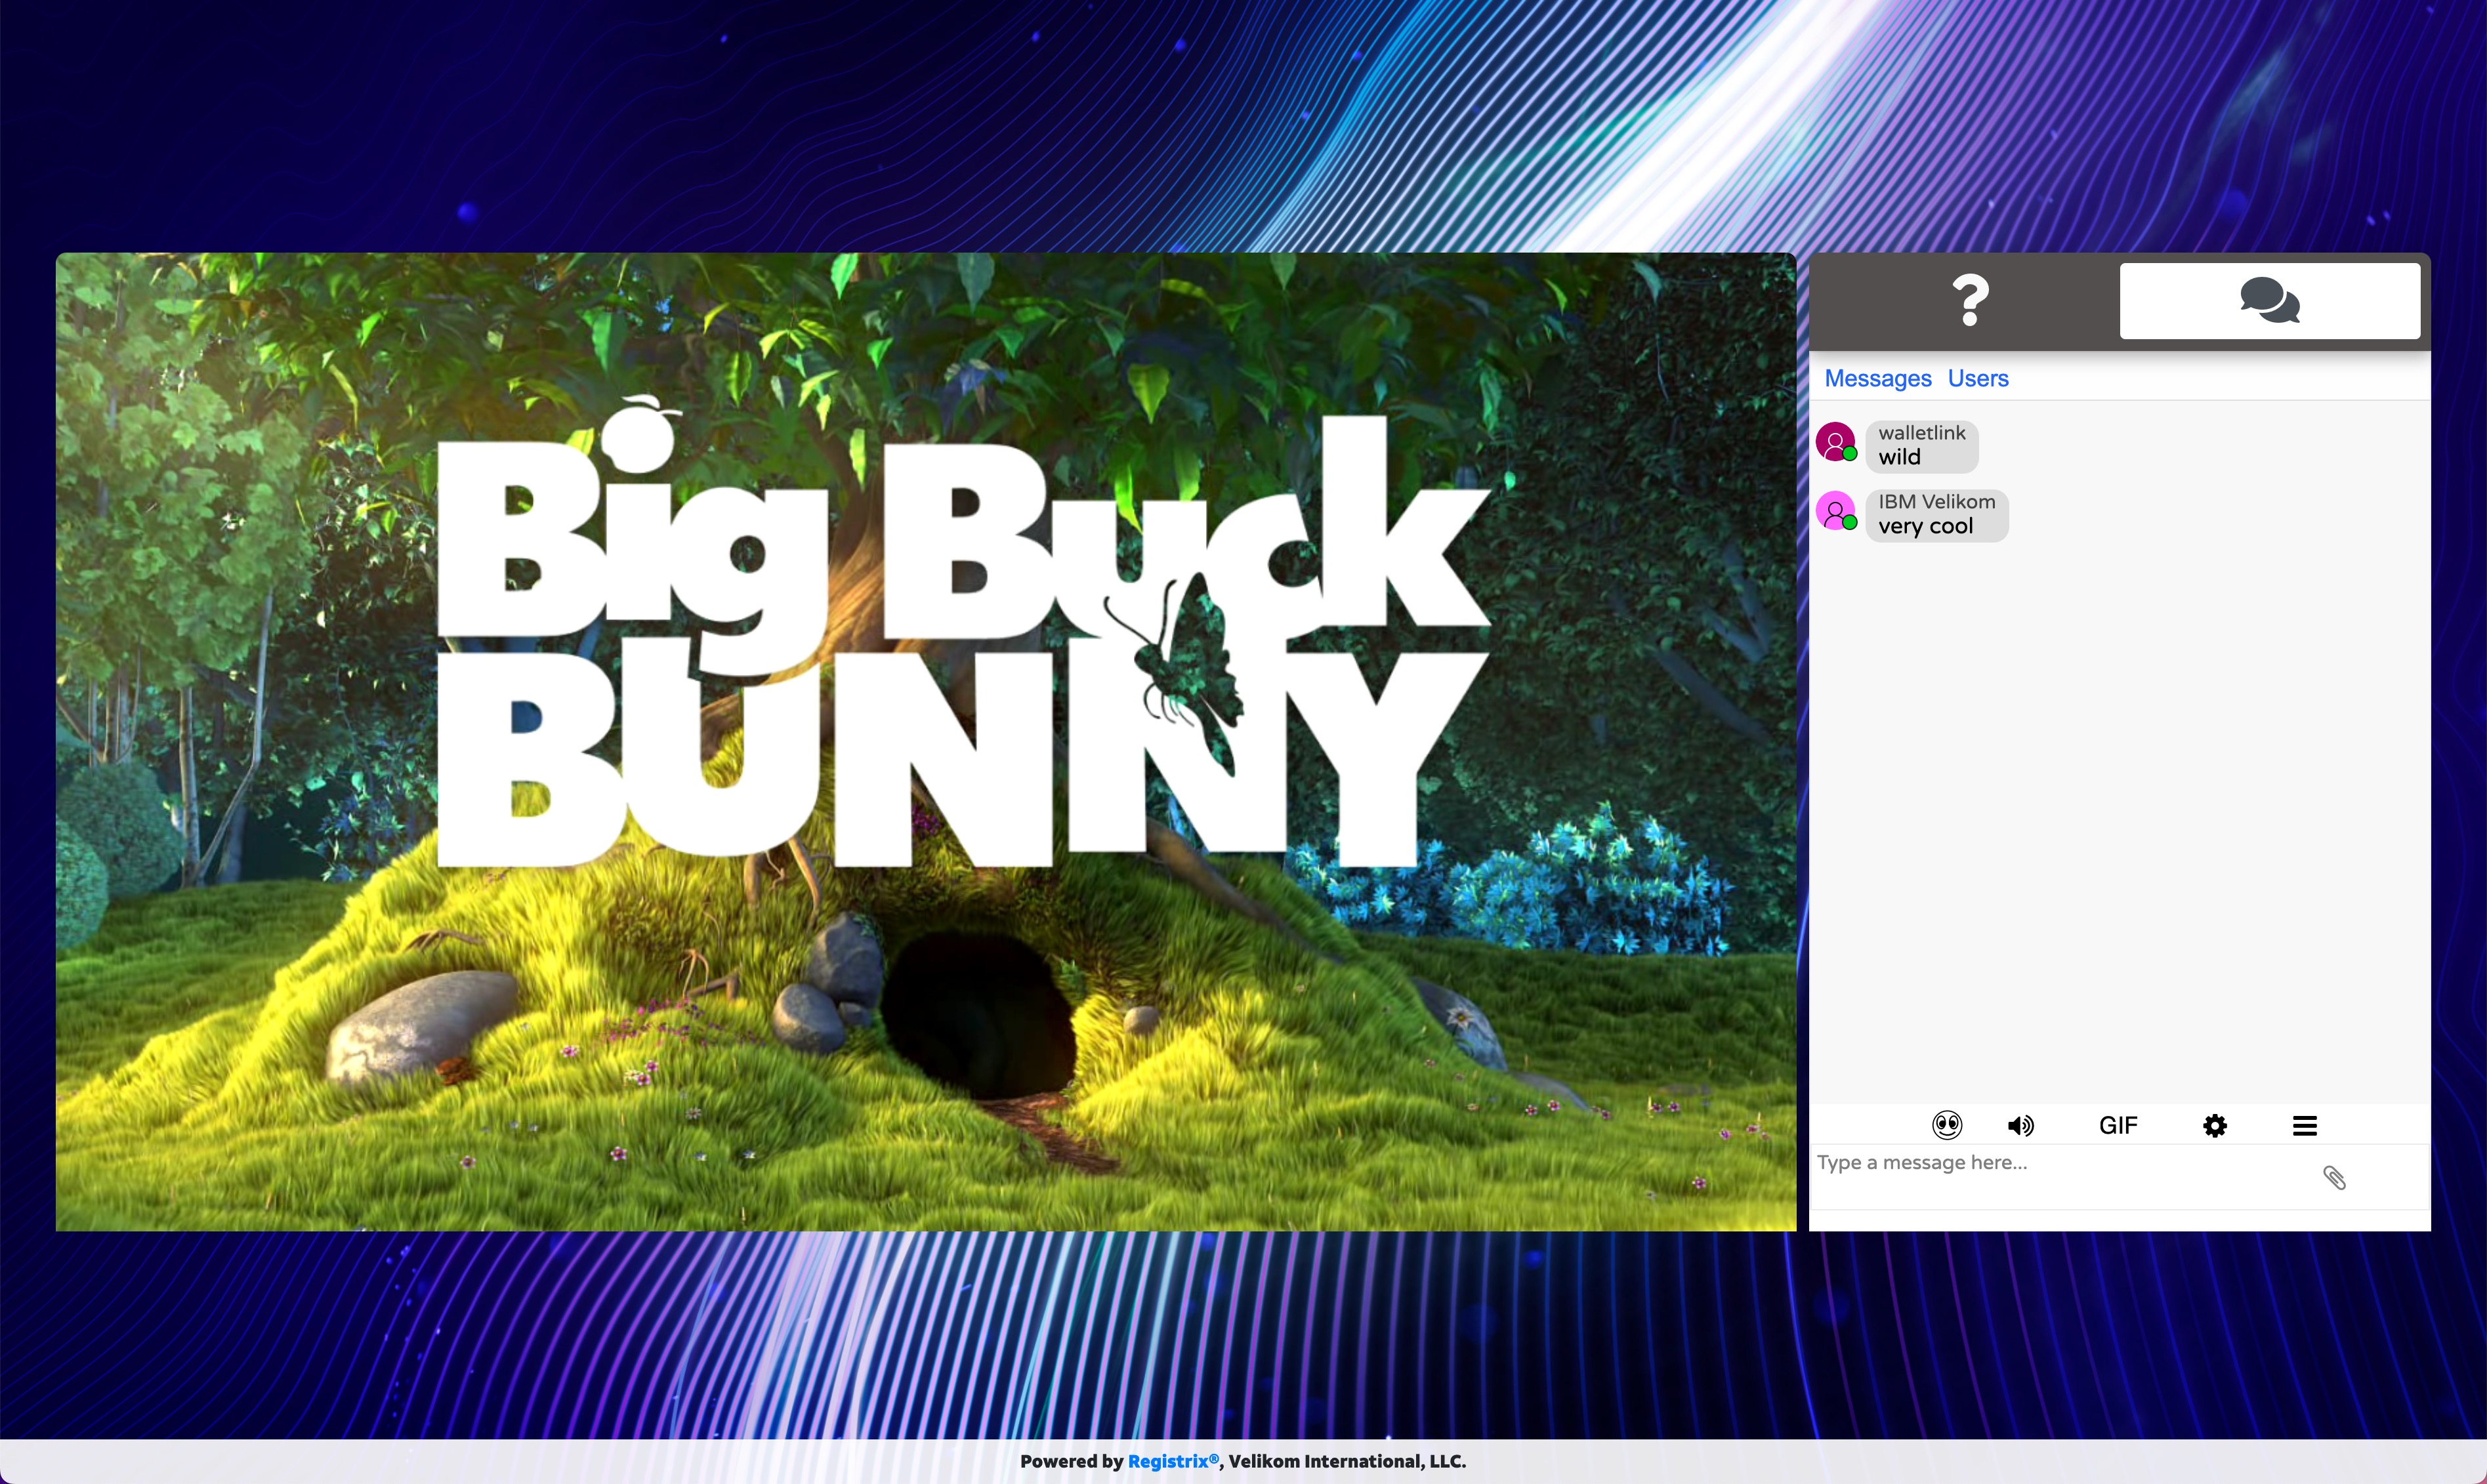 Big Buck
BUNNY
?
Messages Users
walletlink
wild
IBM Velikom
very cool
GIF
Type a message here...
Powered by Registrix®, Velikom International, LLC.